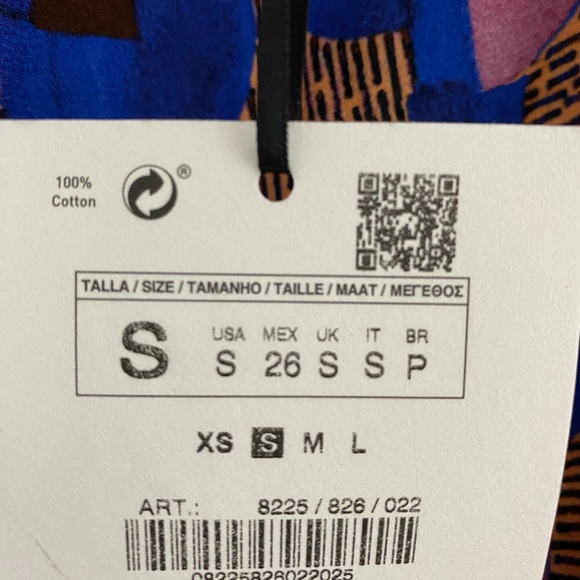 100%
Cotton
®
TALLA / SIZE / TAMANHO / TAILLE / MAAT / ΜΕΓΕΘΟΣ
S
USA MEX UK IT BR
S 26 S S P
XS S M L
ART.: 8225 / 826 / 022
08225826022025